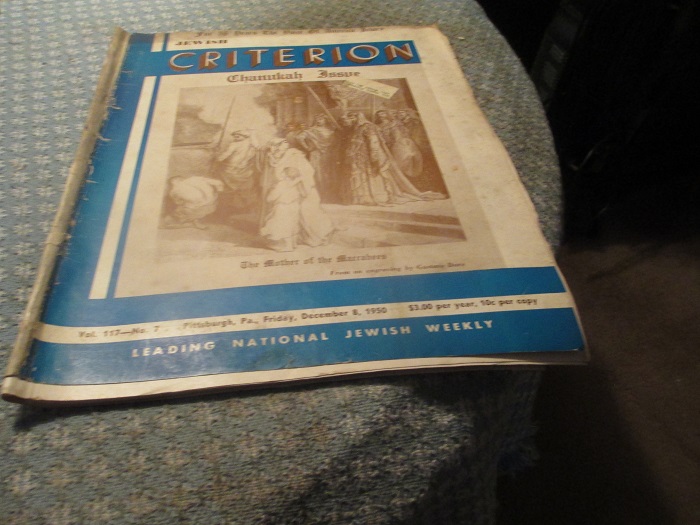 JEWISH
CRITERION
Chanukah Issue
The Mother of the Maccabees
From an engraving by Gustave Dore
Vol. 117—No. 7 Pittsburgh, Pa., Friday, December 8, 1950 $3.00 per year, 10c per copy
LEADING NATIONAL JEWISH WEEKLY